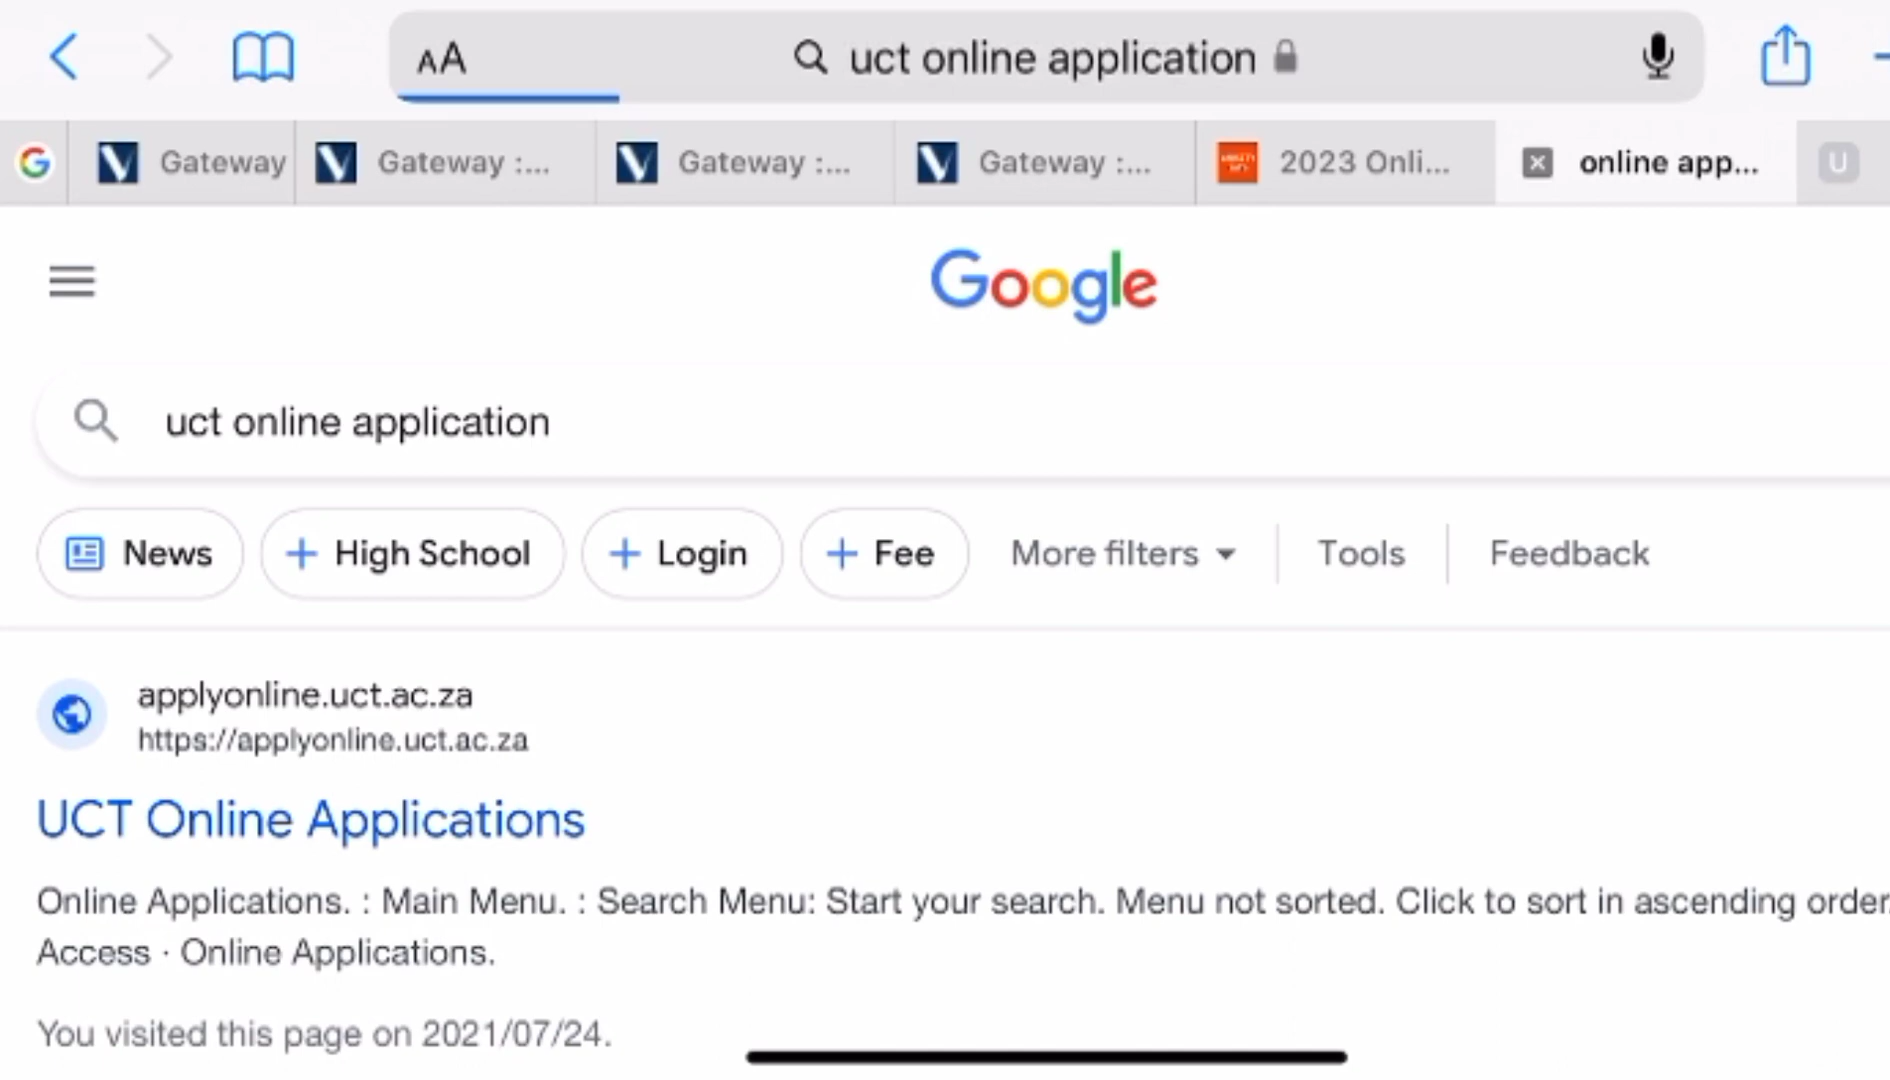 AA uct online application
Gateway Gateway :... Gateway :... Gateway :... 2023 Onli... online app... U
Google
uct online application
News High School Login Fee More filters Tools Feedback
applyonline.uct.ac.za
https://applyonline.uct.ac.za
UCT Online Applications
Online Applications. : Main Menu. : Search Menu: Start your search. Menu not sorted. Click to sort in ascending order.
Access · Online Applications.
You visited this page on 2021/07/24.